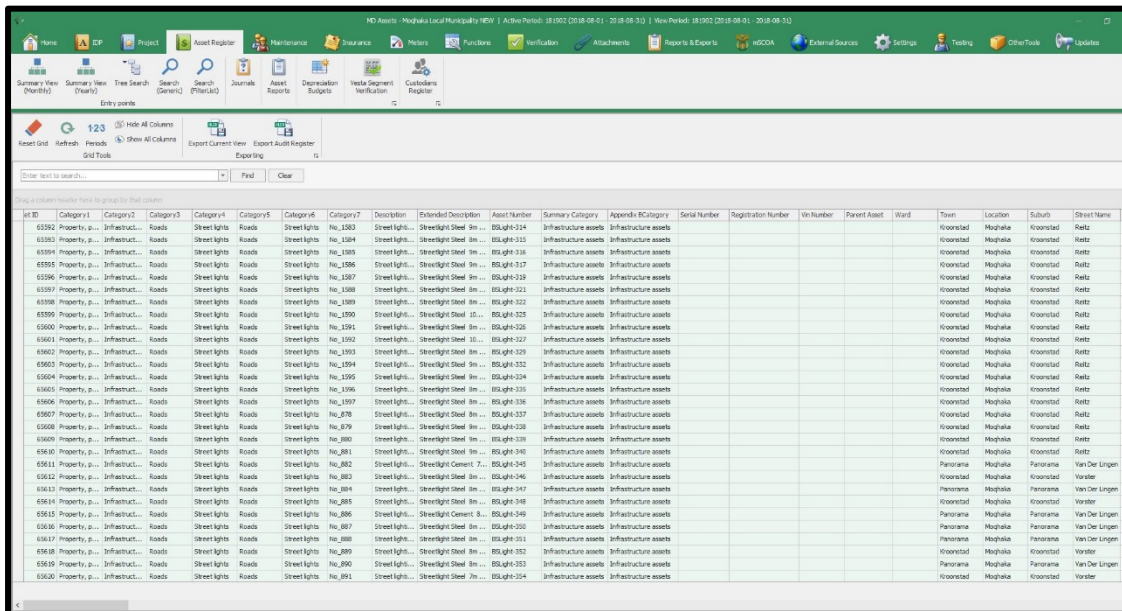 MD Assets - Moqhaka Local Municipality NEW | Active Period: 181902 (2018-08-01 - 2018-08-31) | View Period: 181902 (2018-08-01 - 2018-08-31)
Home IDP Project Asset Register Maintenance Insurance Meters Functions Verification Attachments Reports & Exports mSCOA External Sources Settings Testing OtherTools Updates
Summary View (Monthly) Summary View (Yearly) Tree Search Search (Generic) Search (FilterList) Journals Asset Reports Depreciation Budgets Vesta Segment Verification Custodians Register
Entry points
Reset Grid Refresh Periods Hide All Columns Show All Columns Export Current View Export Audit Register
Grid Tools Exporting
Enter text to search... Find Clear
Drag a column header here to group by that column
et ID Category1 Category2 Category3 Category4 Category5 Category6 Category7 Description Extended Description Asset Number Summary Category Appendix BCategory Serial Number Registration Number Vin Number Parent Asset Ward Town Location Suburb Street Name
65592 Property, p... Infrastruct... Roads Street lights Roads Street lights No_1583 Street lighti... Streetlight Steel 9m ... BSLight-314 Infrastructure assets Infrastructure assets Kroonstad Moqhaka Kroonstad Reitz
65593 Property, p... Infrastruct... Roads Street lights Roads Street lights No_1584 Street lighti... Streetlight Steel 8m ... BSLight-315 Infrastructure assets Infrastructure assets Kroonstad Moqhaka Kroonstad Reitz
65594 Property, p... Infrastruct... Roads Street lights Roads Street lights No_1585 Street lighti... Streetlight Steel 9m ... BSLight-316 Infrastructure assets Infrastructure assets Kroonstad Moqhaka Kroonstad Reitz
65595 Property, p... Infrastruct... Roads Street lights Roads Street lights No_1586 Street lighti... Streetlight Steel 9m ... BSLight-317 Infrastructure assets Infrastructure assets Kroonstad Moqhaka Kroonstad Reitz
65596 Property, p... Infrastruct... Roads Street lights Roads Street lights No_1587 Street lighti... Streetlight Steel 9m ... BSLight-319 Infrastructure assets Infrastructure assets Kroonstad Moqhaka Kroonstad Reitz
65597 Property, p... Infrastruct... Roads Street lights Roads Street lights No_1588 Street lighti... Streetlight Steel 8m ... BSLight-321 Infrastructure assets Infrastructure assets Kroonstad Moqhaka Kroonstad Reitz
65598 Property, p... Infrastruct... Roads Street lights Roads Street lights No_1589 Street lighti... Streetlight Steel 8m ... BSLight-322 Infrastructure assets Infrastructure assets Kroonstad Moqhaka Kroonstad Reitz
65599 Property, p... Infrastruct... Roads Street lights Roads Street lights No_1590 Street lighti... Streetlight Steel 10... BSLight-325 Infrastructure assets Infrastructure assets Kroonstad Moqhaka Kroonstad Reitz
65600 Property, p... Infrastruct... Roads Street lights Roads Street lights No_1591 Street lighti... Streetlight Steel 8m ... BSLight-326 Infrastructure assets Infrastructure assets Kroonstad Moqhaka Kroonstad Reitz
65601 Property, p... Infrastruct... Roads Street lights Roads Street lights No_1592 Street lighti... Streetlight Steel 10... BSLight-327 Infrastructure assets Infrastructure assets Kroonstad Moqhaka Kroonstad Reitz
65602 Property, p... Infrastruct... Roads Street lights Roads Street lights No_1593 Street lighti... Streetlight Steel 8m ... BSLight-329 Infrastructure assets Infrastructure assets Kroonstad Moqhaka Kroonstad Reitz
65603 Property, p... Infrastruct... Roads Street lights Roads Street lights No_1594 Street lighti... Streetlight Steel 9m ... BSLight-332 Infrastructure assets Infrastructure assets Kroonstad Moqhaka Kroonstad Reitz
65604 Property, p... Infrastruct... Roads Street lights Roads Street lights No_1595 Street lighti... Streetlight Steel 9m ... BSLight-334 Infrastructure assets Infrastructure assets Kroonstad Moqhaka Kroonstad Reitz
65605 Property, p... Infrastruct... Roads Street lights Roads Street lights No_1596 Street lighti... Streetlight Steel 8m ... BSLight-335 Infrastructure assets Infrastructure assets Kroonstad Moqhaka Kroonstad Reitz
65606 Property, p... Infrastruct... Roads Street lights Roads Street lights No_1597 Street lighti... Streetlight Steel 8m ... BSLight-336 Infrastructure assets Infrastructure assets Kroonstad Moqhaka Kroonstad Reitz
65607 Property, p... Infrastruct... Roads Street lights Roads Street lights No_878 Street lighti... Streetlight Steel 8m ... BSLight-337 Infrastructure assets Infrastructure assets Kroonstad Moqhaka Kroonstad Reitz
65608 Property, p... Infrastruct... Roads Street lights Roads Street lights No_879 Street lighti... Streetlight Steel 9m ... BSLight-338 Infrastructure assets Infrastructure assets Kroonstad Moqhaka Kroonstad Reitz
65609 Property, p... Infrastruct... Roads Street lights Roads Street lights No_880 Street lighti... Streetlight Steel 9m ... BSLight-339 Infrastructure assets Infrastructure assets Kroonstad Moqhaka Kroonstad Reitz
65610 Property, p... Infrastruct... Roads Street lights Roads Street lights No_881 Street lighti... Streetlight Steel 9m ... BSLight-340 Infrastructure assets Infrastructure assets Kroonstad Moqhaka Kroonstad Reitz
65611 Property, p... Infrastruct... Roads Street lights Roads Street lights No_882 Street lighti... Streetlight Cement 7... BSLight-345 Infrastructure assets Infrastructure assets Panorama Moqhaka Panorama Van Der Lingen
65612 Property, p... Infrastruct... Roads Street lights Roads Street lights No_883 Street lighti... Streetlight Steel 8m ... BSLight-346 Infrastructure assets Infrastructure assets Kroonstad Moqhaka Kroonstad Vorster
65613 Property, p... Infrastruct... Roads Street lights Roads Street lights No_884 Street lighti... Streetlight Steel 8m ... BSLight-347 Infrastructure assets Infrastructure assets Panorama Moqhaka Panorama Van Der Lingen
65614 Property, p... Infrastruct... Roads Street lights Roads Street lights No_885 Street lighti... Streetlight Steel 8m ... BSLight-348 Infrastructure assets Infrastructure assets Kroonstad Moqhaka Kroonstad Vorster
65615 Property, p... Infrastruct... Roads Street lights Roads Street lights No_886 Street lighti... Streetlight Cement 8... BSLight-349 Infrastructure assets Infrastructure assets Panorama Moqhaka Panorama Van Der Lingen
65616 Property, p... Infrastruct... Roads Street lights Roads Street lights No_887 Street lighti... Streetlight Steel 8m ... BSLight-350 Infrastructure assets Infrastructure assets Panorama Moqhaka Panorama Van Der Lingen
65617 Property, p... Infrastruct... Roads Street lights Roads Street lights No_888 Street lighti... Streetlight Steel 8m ... BSLight-351 Infrastructure assets Infrastructure assets Panorama Moqhaka Panorama Van Der Lingen
65618 Property, p... Infrastruct... Roads Street lights Roads Street lights No_889 Street lighti... Streetlight Steel 8m ... BSLight-352 Infrastructure assets Infrastructure assets Kroonstad Moqhaka Kroonstad Vorster
65619 Property, p... Infrastruct... Roads Street lights Roads Street lights No_890 Street lighti... Streetlight Steel 8m ... BSLight-353 Infrastructure assets Infrastructure assets Panorama Moqhaka Panorama Van Der Lingen
65620 Property, p... Infrastruct... Roads Street lights Roads Street lights No_891 Street lighti... Streetlight Steel 7m ... BSLight-354 Infrastructure assets Infrastructure assets Kroonstad Moqhaka Kroonstad Vorster